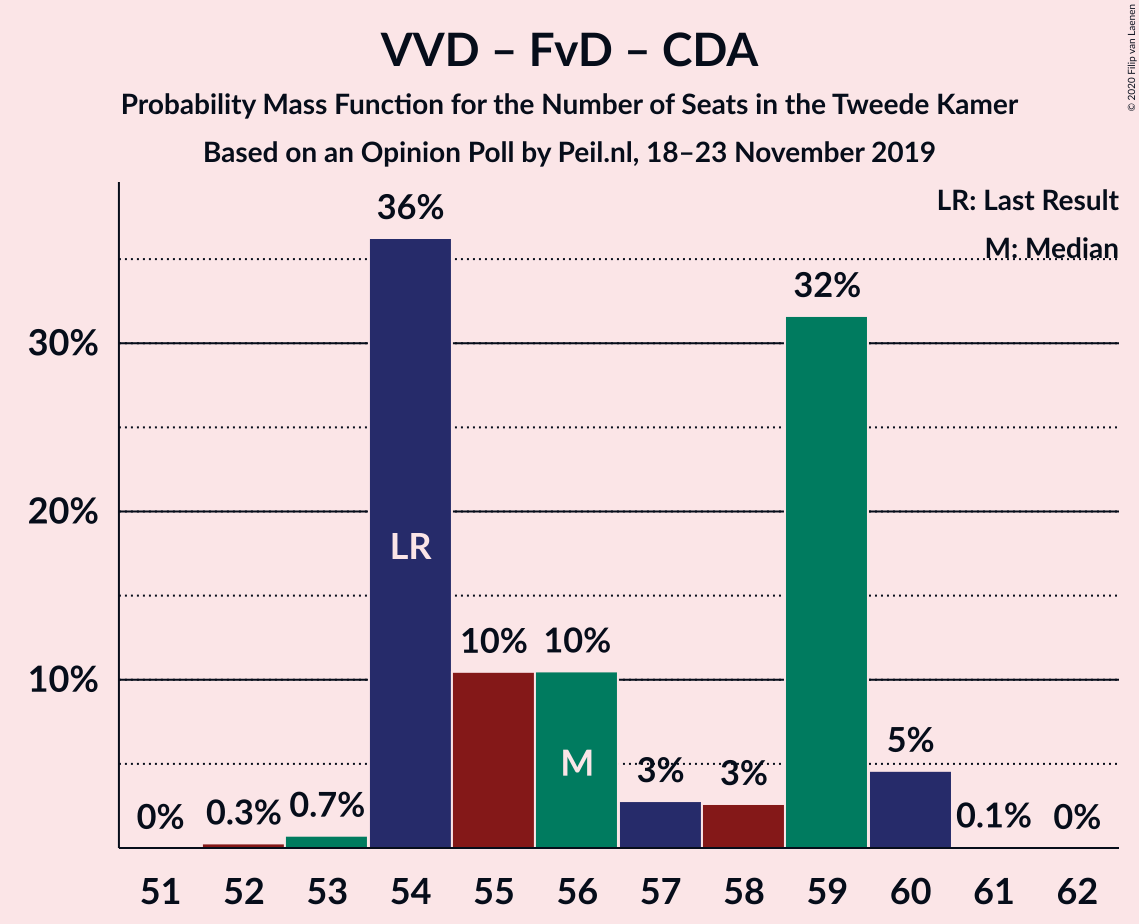 VVD – FvD – CDA
Probability Mass Function for the Number of Seats in the Tweede Kamer
Based on an Opinion Poll by Peil.nl, 18–23 November 2019
© 2020 Filip van Laenen
LR: Last Result
M: Median
36%
32%
30%
20%
LR
10%
10%
10%
5%
M
3%
3%
0%
0.3%
0.7%
0.1%
0%
51 52 53 54 55 56 57 58 59 60 61 62